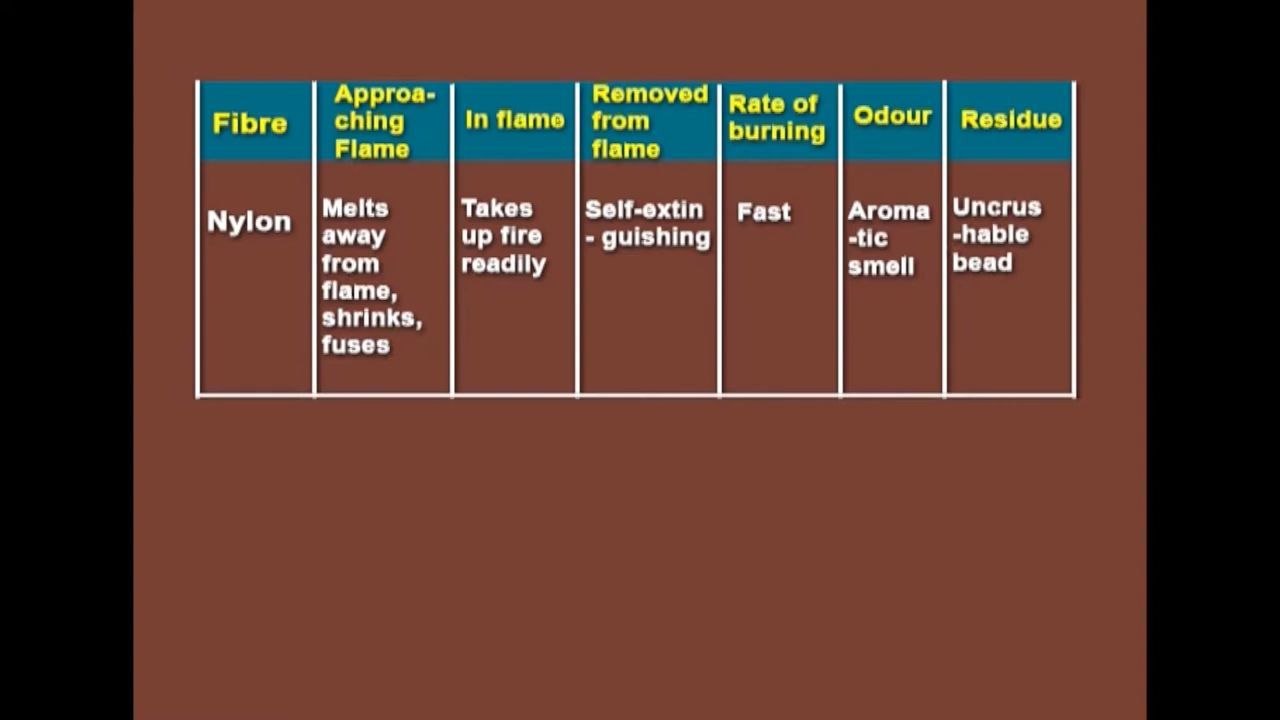 Fibre
Approa-
ching
Flame
In flame
Removed
from
flame
Rate of
burning
Odour
Residue
Nylon
Melts
away
from
flame,
shrinks,
fuses
Takes
up fire
readily
Self-extin
- guishing
Fast
Aroma
-tic
smell
Uncrus
-hable
bead